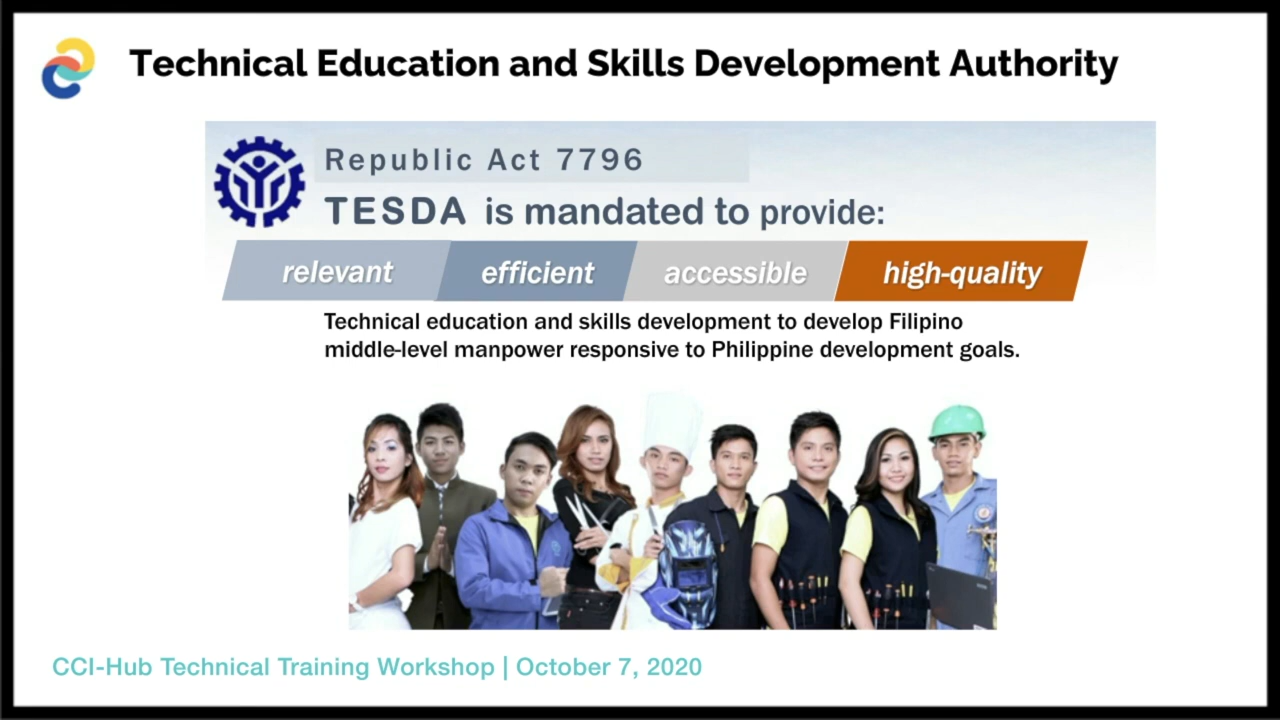 Technical Education and Skills Development Authority
Republic Act 7796
TESDA is mandated to provide:
relevant efficient accessible high-quality
Technical education and skills development to develop Filipino
middle-level manpower responsive to Philippine development goals.
CCI-Hub Technical Training Workshop | October 7, 2020